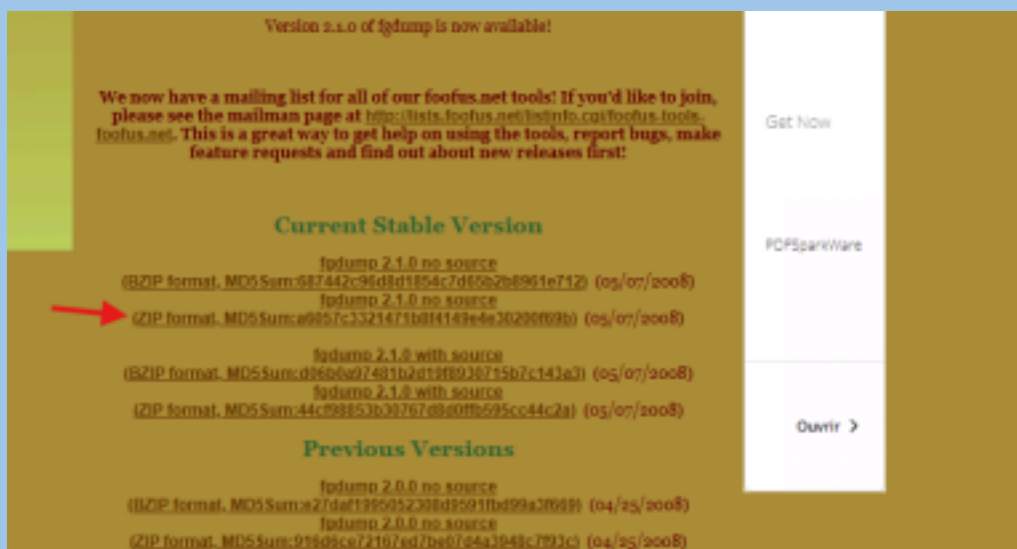 Version 2.1.0 of fgdump is now available!
We now have a mailing list for all of our foofus.net tools! If you'd like to join,
please see the mailman page at http://lists.foofus.net/listinfo.cgi/foofus-tools-
foofus.net. This is a great way to get help on using the tools, report bugs, make
feature requests and find out about new releases first!
Current Stable Version
fgdump 2.1.0 no source
(BZIP format, MD5Sum:687442c96d8d1854c7d65b2b8961e712) (05/07/2008)
fgdump 2.1.0 no source
(ZIP format, MD5Sum:a6057c3321471b8f4149e4e30200f69b) (05/07/2008)
fgdump 2.1.0 with source
(BZIP format, MD5Sum:d06b0a97481b2d19f8930715b7c143a3) (05/07/2008)
fgdump 2.1.0 with source
(ZIP format, MD5Sum:44cf98853b30767d8d0ffb595cc44c2a) (05/07/2008)
Previous Versions
fgdump 2.0.0 no source
(BZIP format, (04/25/2008)
fgdump 2.0.0 no source
(ZIP format, MD5Sum:916d6ce72167ed7be07d4a3948c7f93c) (04/25/2008)
Get Now
PDFSparkWare
Ouvrir >